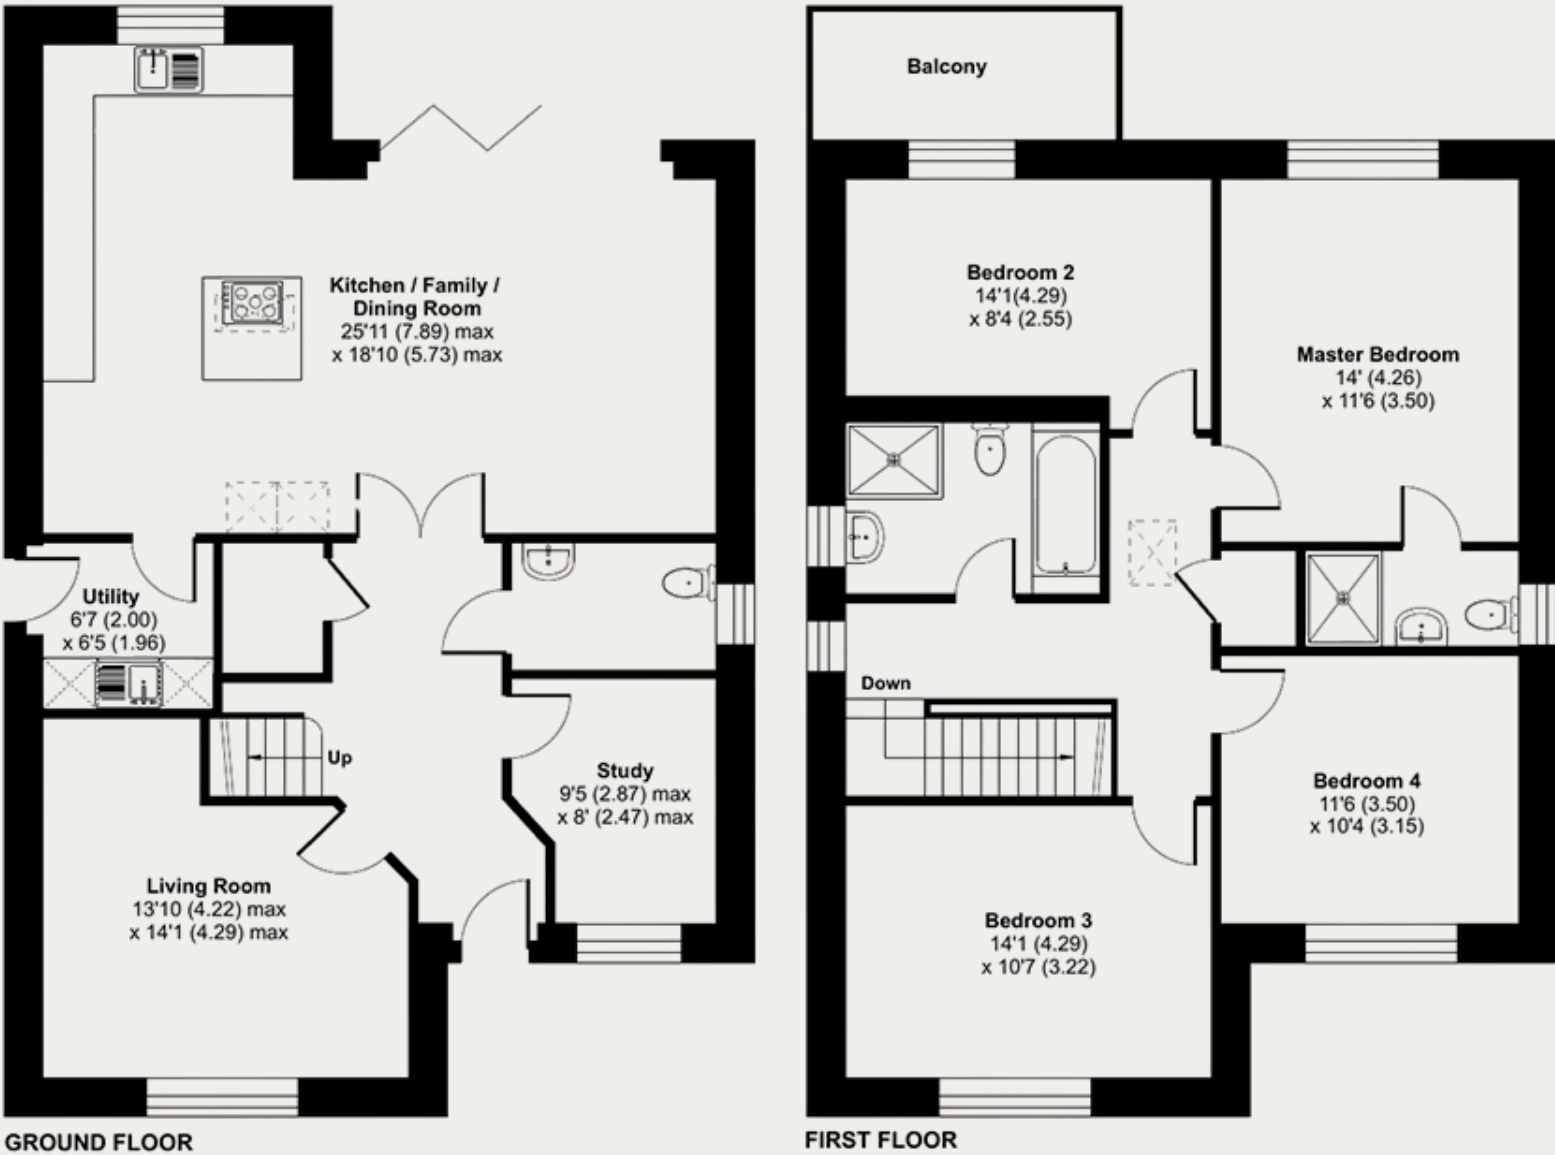 Kitchen / Family /
Dining Room
25'11 (7.89) max
x 18'10 (5.73) max
Utility
6'7 (2.00)
x 6'5 (1.96)
Up
Study
9'5 (2.87) max
x 8' (2.47) max
Living Room
13'10 (4.22) max
x 14'1 (4.29) max
GROUND FLOOR
Balcony
Bedroom 2
14'1(4.29)
x 8'4 (2.55)
Master Bedroom
14' (4.26)
x 11'6 (3.50)
Down
Bedroom 4
11'6 (3.50)
x 10'4 (3.15)
Bedroom 3
14'1 (4.29)
x 10'7 (3.22)
FIRST FLOOR